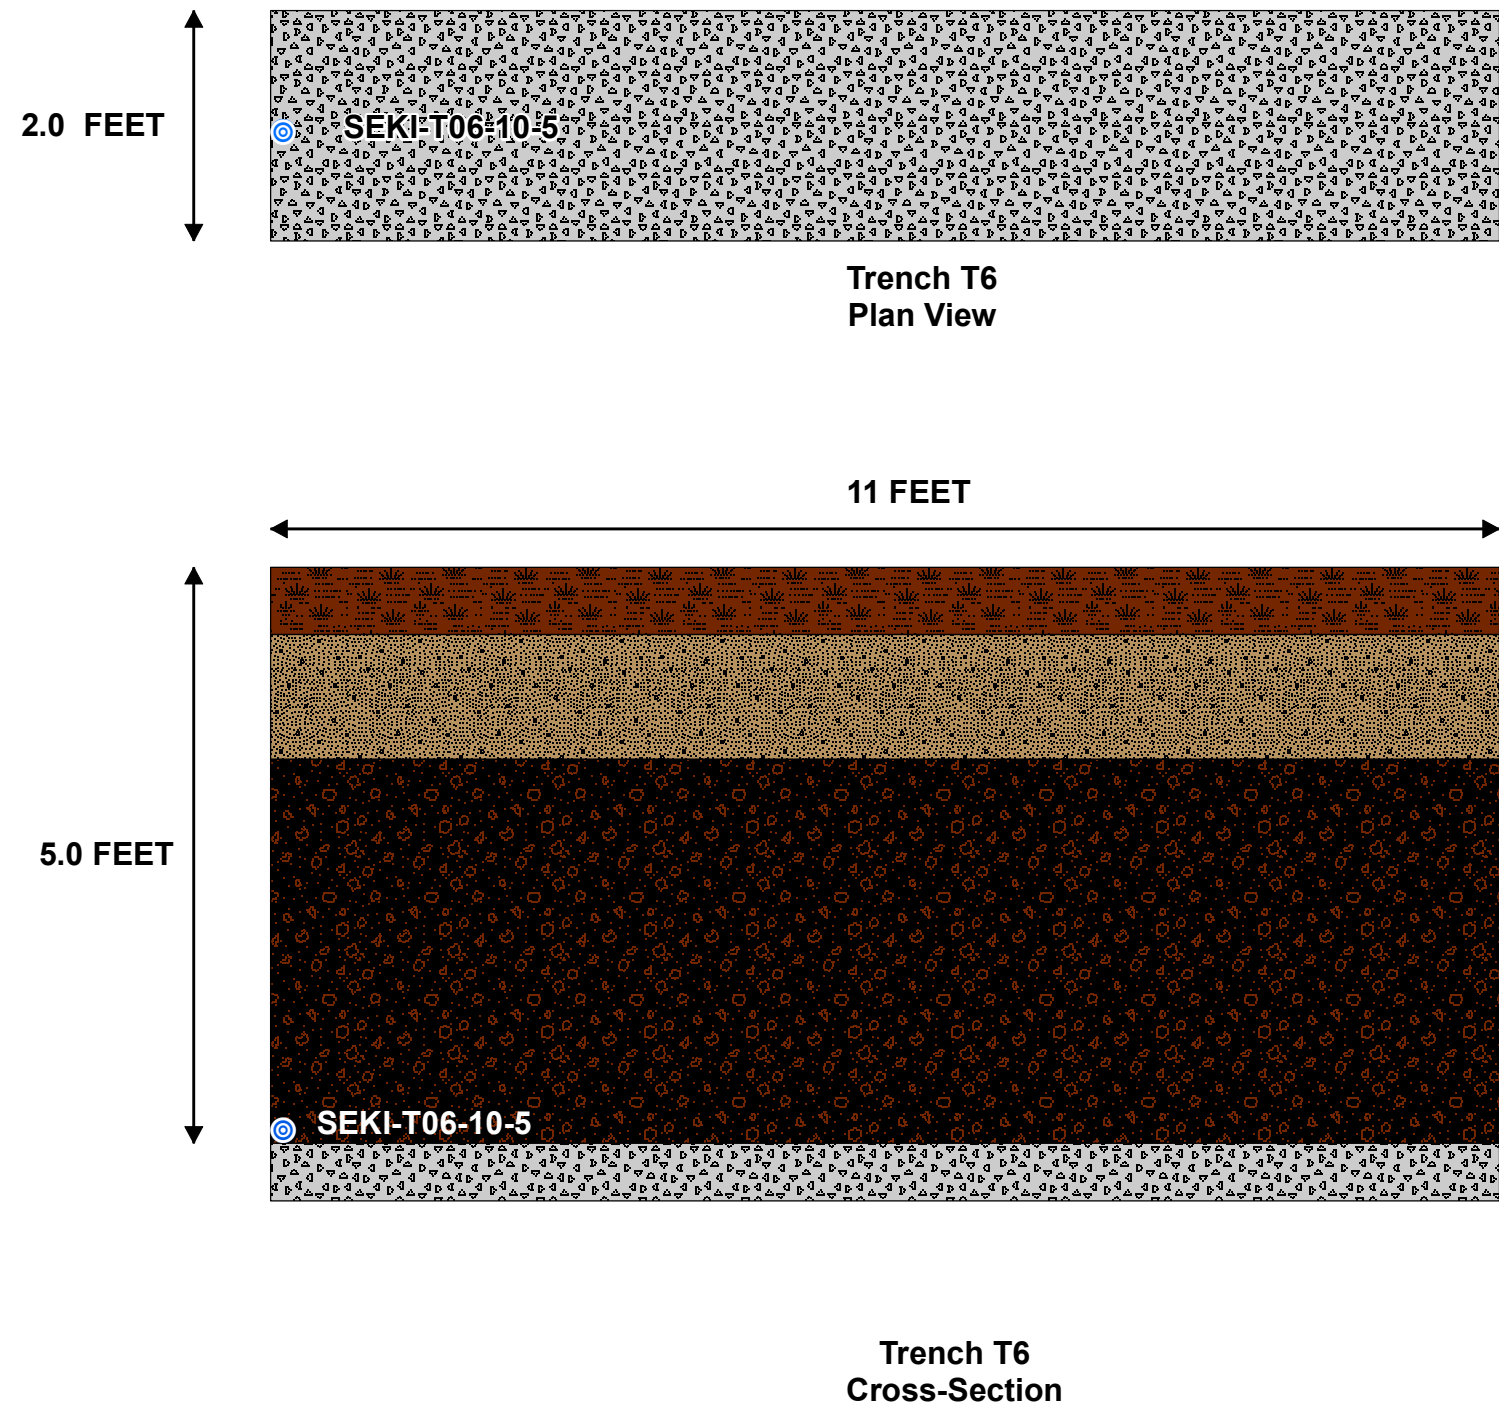 2.0 FEET
SEKI-T06-10-5
Trench T6
Plan View
11 FEET
5.0 FEET
SEKI-T06-10-5
Trench T6
Cross-Section